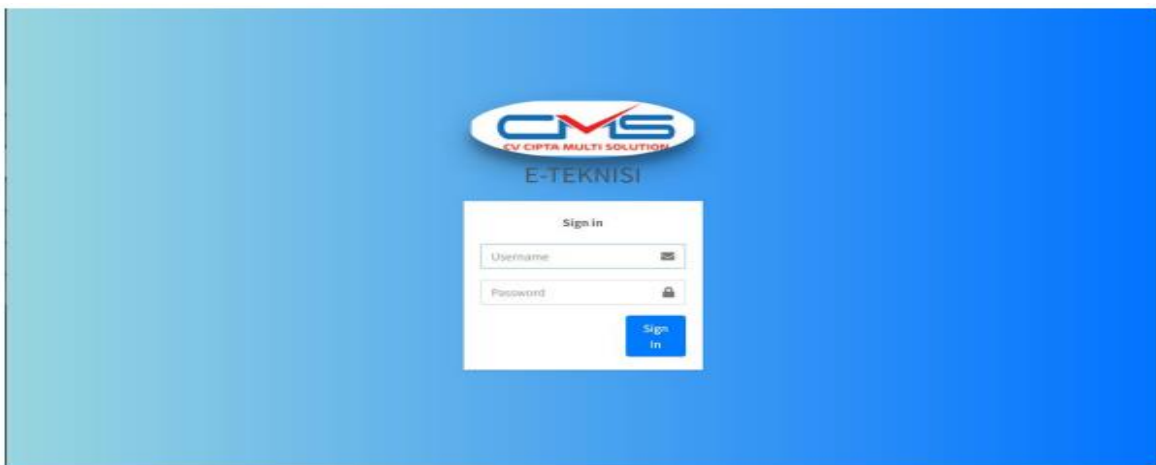 CMS
CV CIPTA MULTI SOLUTION
E-TEKNISI
Sign in
Username
Password
Sign
In